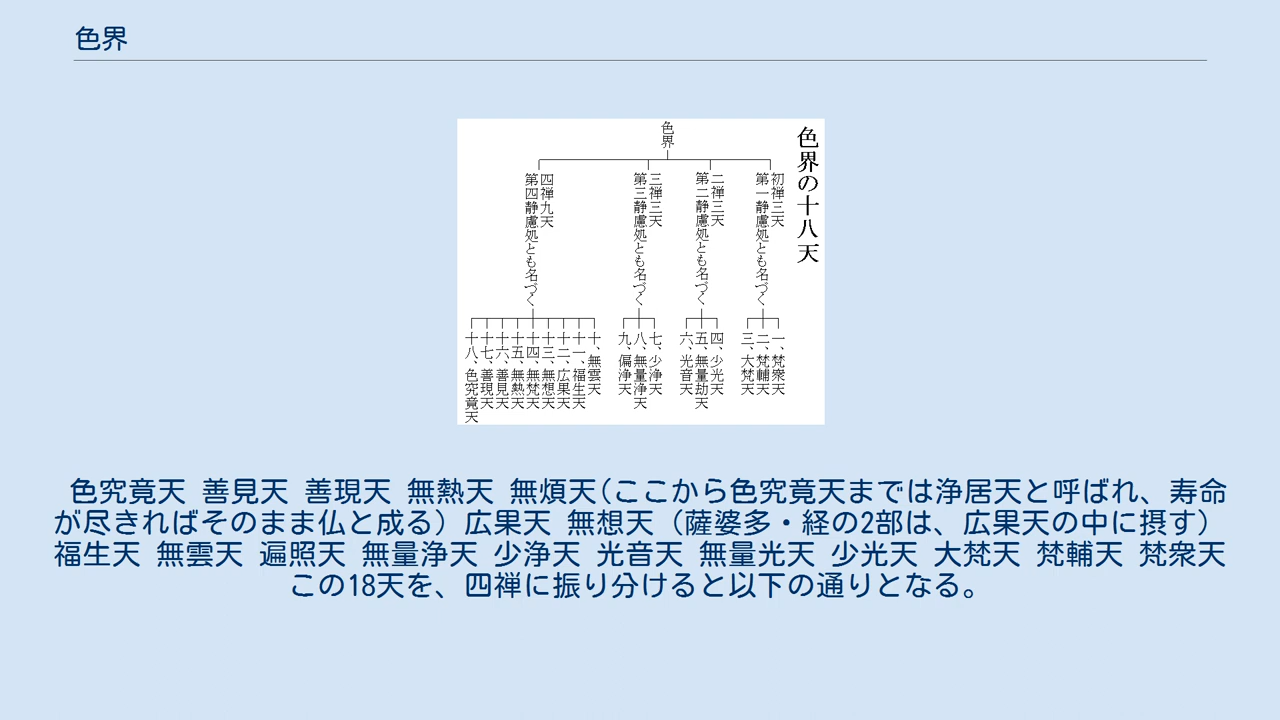 色界
色界の十八天
色界
初禅三天
第一静慮処とも名づく
二禅三天
第二静慮処とも名づく
三禅三天
第三静慮処とも名づく
四禅九天
第四静慮処とも名づく
一、梵衆天
二、梵輔天
三、大梵天
四、少光天
五、無量劫天
六、光音天
七、少浄天
八、無量浄天
九、偏浄天
十、無雲天
十一、福生天
十二、広果天
十三、無想天
十四、無梵天
十五、無熱天
十六、善見天
十七、善現天
十八、色究竟天
色究竟天 善見天 善現天 無熱天 無煩天(ここから色究竟天までは浄居天と呼ばれ、寿命
が尽きればそのまま仏と成る）広果天 無想天（薩婆多・経の2部は、広果天の中に摂す）
福生天 無雲天 遍照天 無量浄天 少浄天 光音天 無量光天 少光天 大梵天 梵輔天 梵衆天
この18天を、四禅に振り分けると以下の通りとなる。